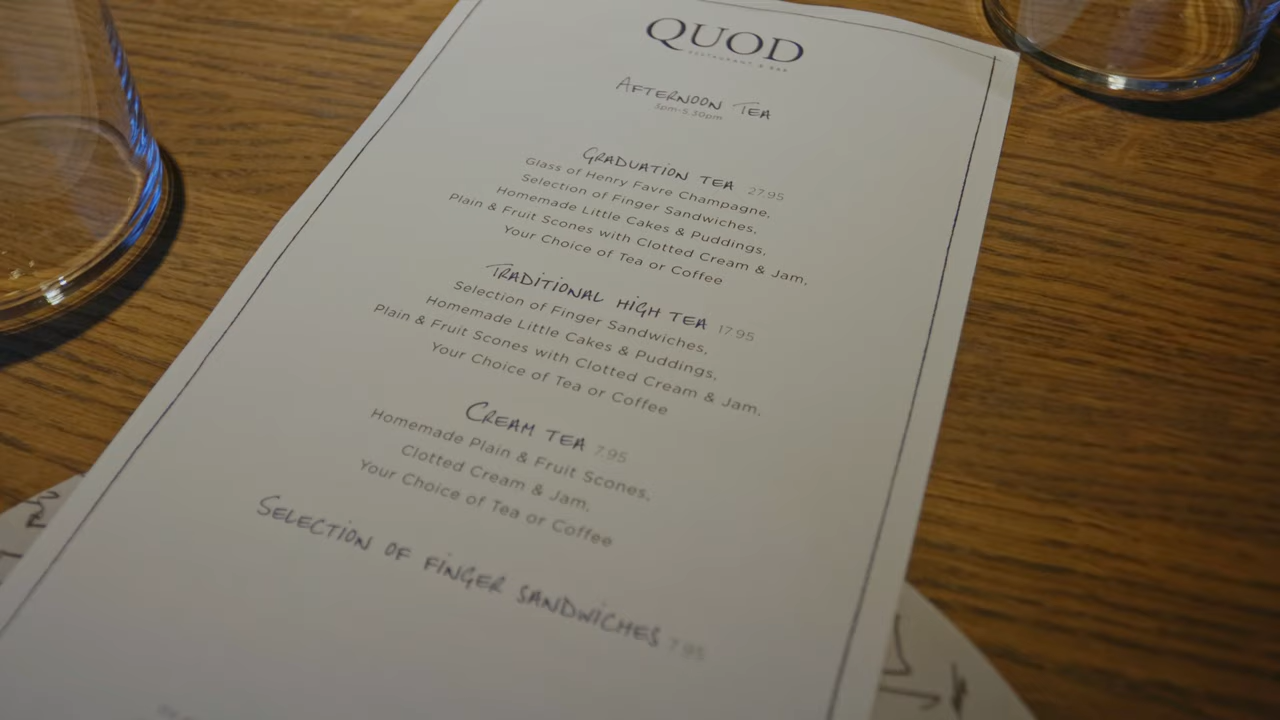 QUOD
RESTAURANT & BAR
AFTERNOON TEA
3pm-5.30pm
GRADUATION TEA 27.95
Glass of Henry Favre Champagne,
Selection of Finger Sandwiches,
Homemade Little Cakes & Puddings,
Plain & Fruit Scones with Clotted Cream & Jam,
Your Choice of Tea or Coffee
TRADITIONAL HIGH TEA 17.95
Selection of Finger Sandwiches,
Homemade Little Cakes & Puddings,
Plain & Fruit Scones with Clotted Cream & Jam,
Your Choice of Tea or Coffee
CREAM TEA 7.95
Homemade Plain & Fruit Scones,
Clotted Cream & Jam,
Your Choice of Tea or Coffee
SELECTION OF FINGER SANDWICHES 7.95